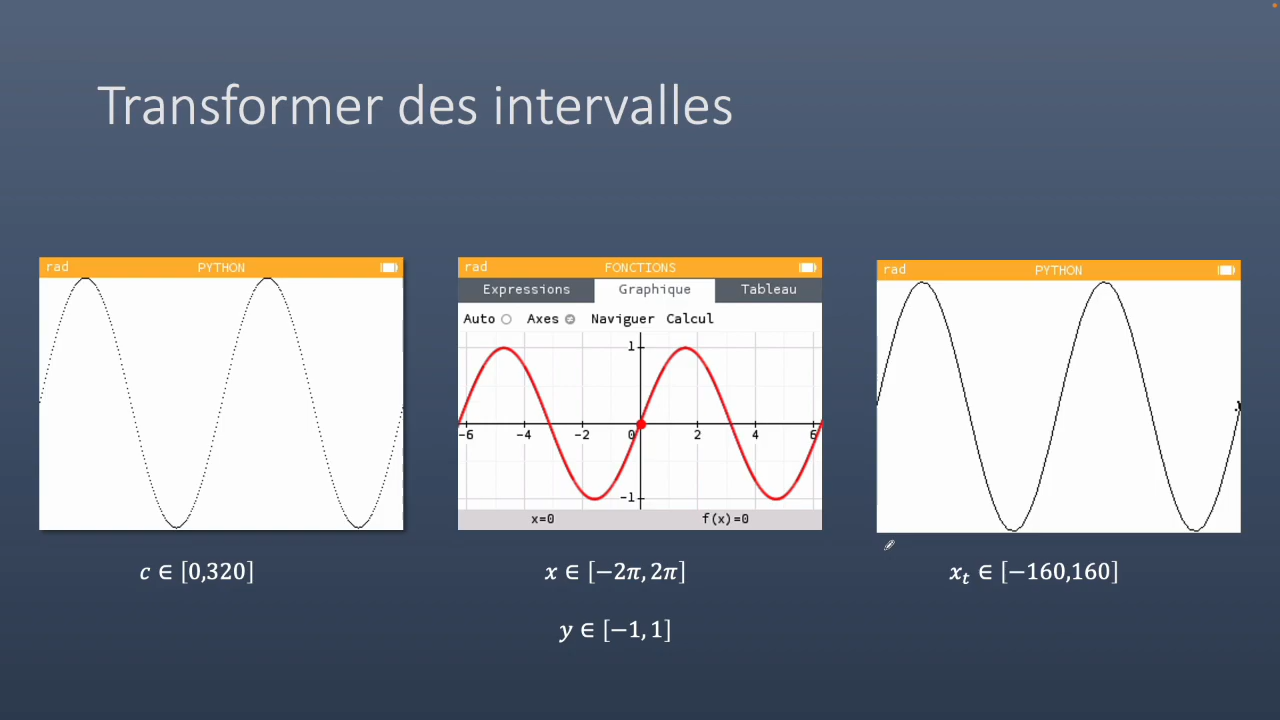 Transformer des intervalles
rad PYTHON
c ∈ [0,320]
rad FONCTIONS
Expressions Graphique Tableau
Auto Axes Naviguer Calcul
1
-6 -4 -2 0 2 4 6
-1
x=0 f(x)=0
x ∈ [−2π, 2π]
y ∈ [−1, 1]
rad PYTHON
xₜ ∈ [−160,160]